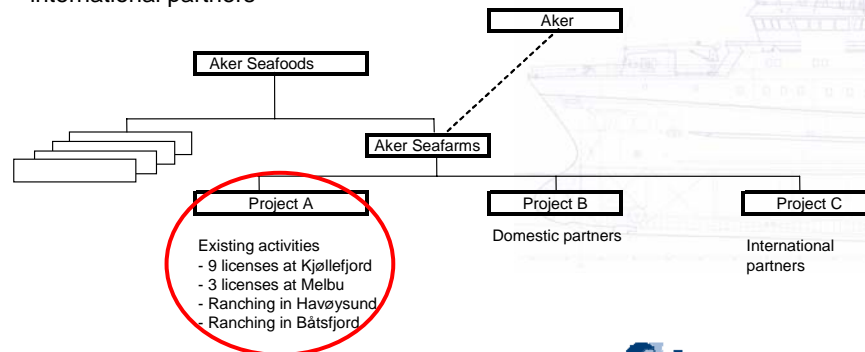 international partners
Aker
Aker Seafoods
Aker Seafarms
Project A
Project B
Project C
Existing activities
- 9 licenses at Kjøllefjord
- 3 licenses at Melbu
- Ranching in Havøysund
- Ranching in Båtsfjord
Domestic partners
International
partners